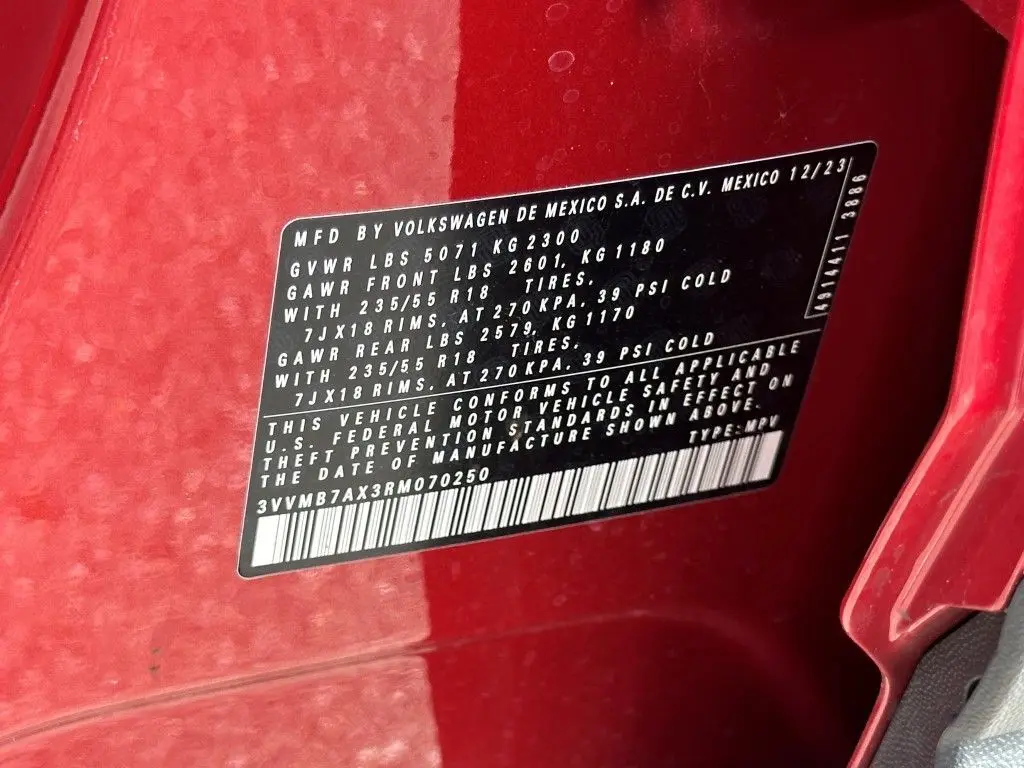 MFD BY VOLKSWAGEN DE MEXICO S.A. DE C.V. MEXICO 12/23
GVWR LBS 5071 KG 2300
GAWR FRONT LBS 2601, KG 1180
WITH 235/55 R18 TIRES,
7JX18 RIMS, AT 270 KPA, 39 PSI COLD
GAWR REAR LBS 2579, KG 1170
WITH 235/55 R18 TIRES,
7JX18 RIMS, AT 270 KPA, 39 PSI COLD
4914411 3886
THIS VEHICLE CONFORMS TO ALL APPLICABLE
U.S. FEDERAL MOTOR VEHICLE SAFETY AND
THEFT PREVENTION STANDARDS IN EFFECT ON
THE DATE OF MANUFACTURE SHOWN ABOVE.
3VVMB7AX3RM070250 TYPE:MPV